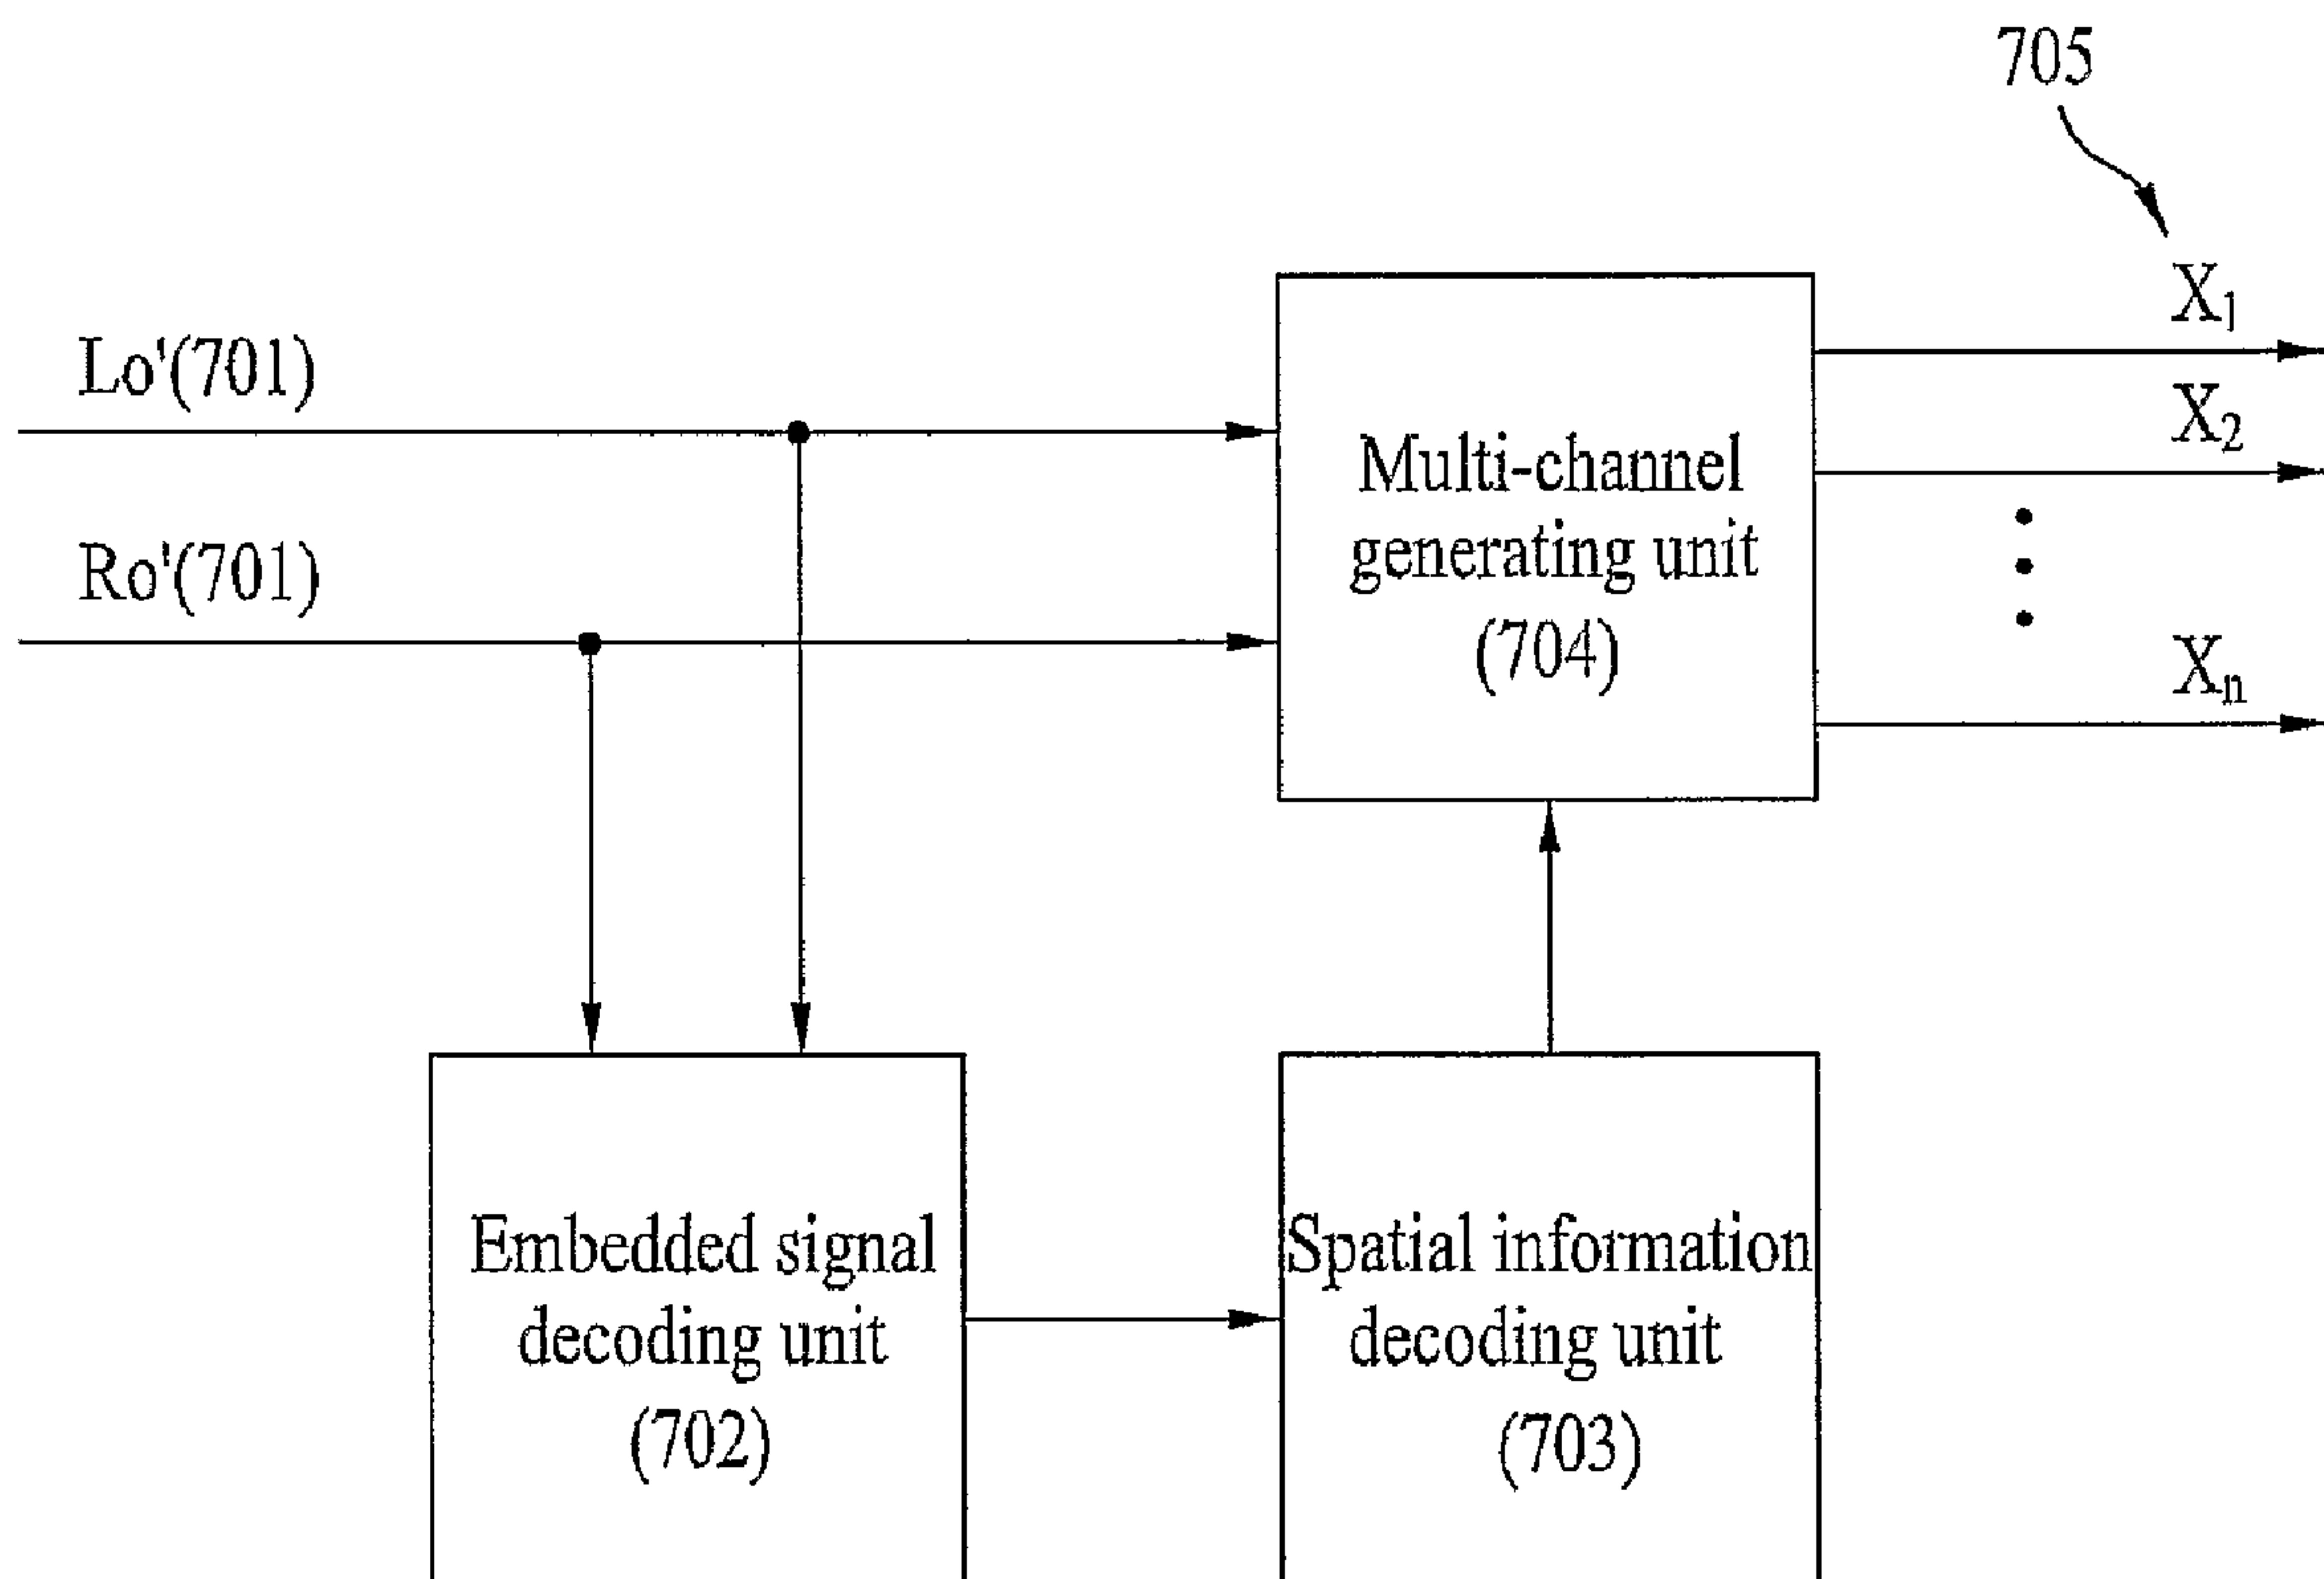 705
X₁
Lo'(701)
X₂
Multi-channel
generating unit
(704)
Ro'(701)
Xₙ
Embedded signal
decoding unit
(702)
Spatial information
decoding unit
(703)